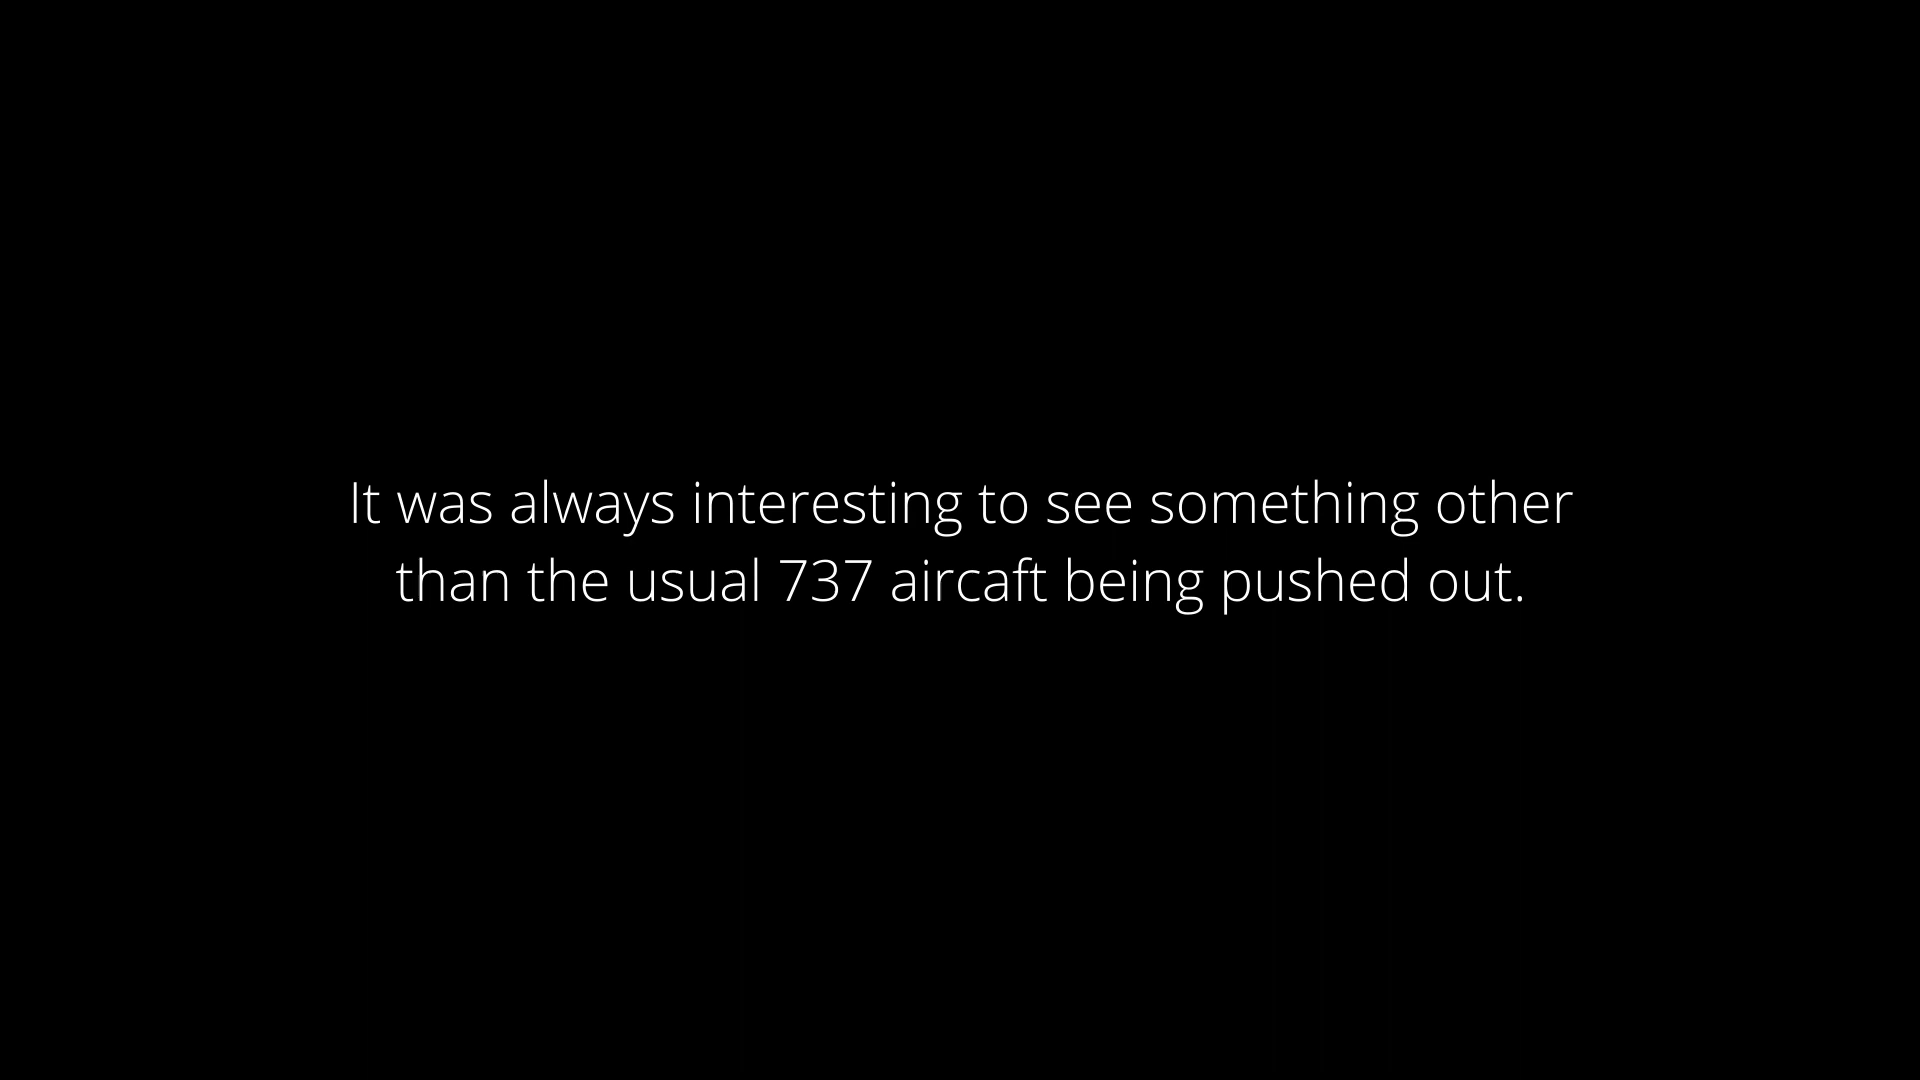 It was always interesting to see something other
than the usual 737 aircaft being pushed out.